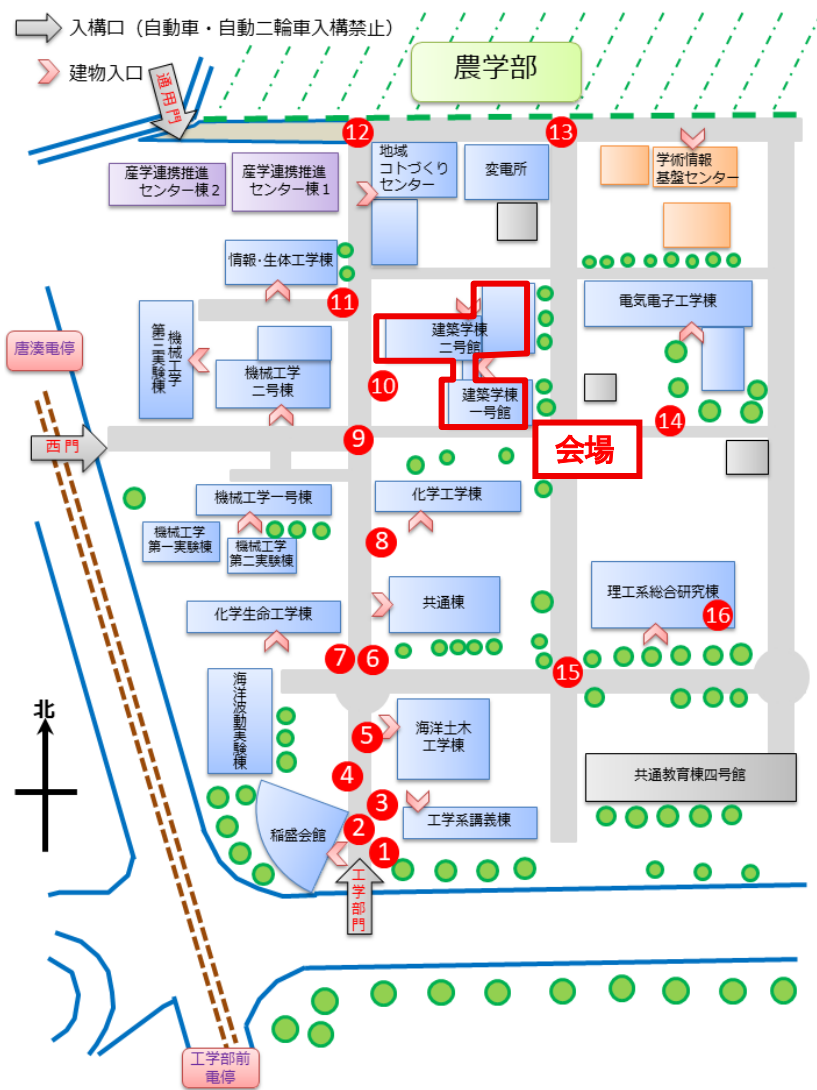 入構口（自動車・自動二輪車入構禁止）
建物入口
農学部
通用門
12
13
産学連携推進
センター棟2
産学連携推進
センター棟1
地域
コトづくり
センター
変電所
学術情報
基盤センター
情報・生体工学棟
11
電気電子工学棟
建築学棟
二号館
機械工学
第三実験棟
唐湊電停
機械工学
二号棟
10
建築学棟
一号館
14
西門
9
会場
機械工学一号棟
化学工学棟
機械工学
第一実験棟
機械工学
第二実験棟
8
化学生命工学棟
共通棟
理工系総合研究棟
16
7
6
15
海洋波動実験棟
北
5
海洋土木
工学棟
4
共通教育棟四号館
3
稲盛会館
2
工学系講義棟
1
工学部門
工学部前
電停